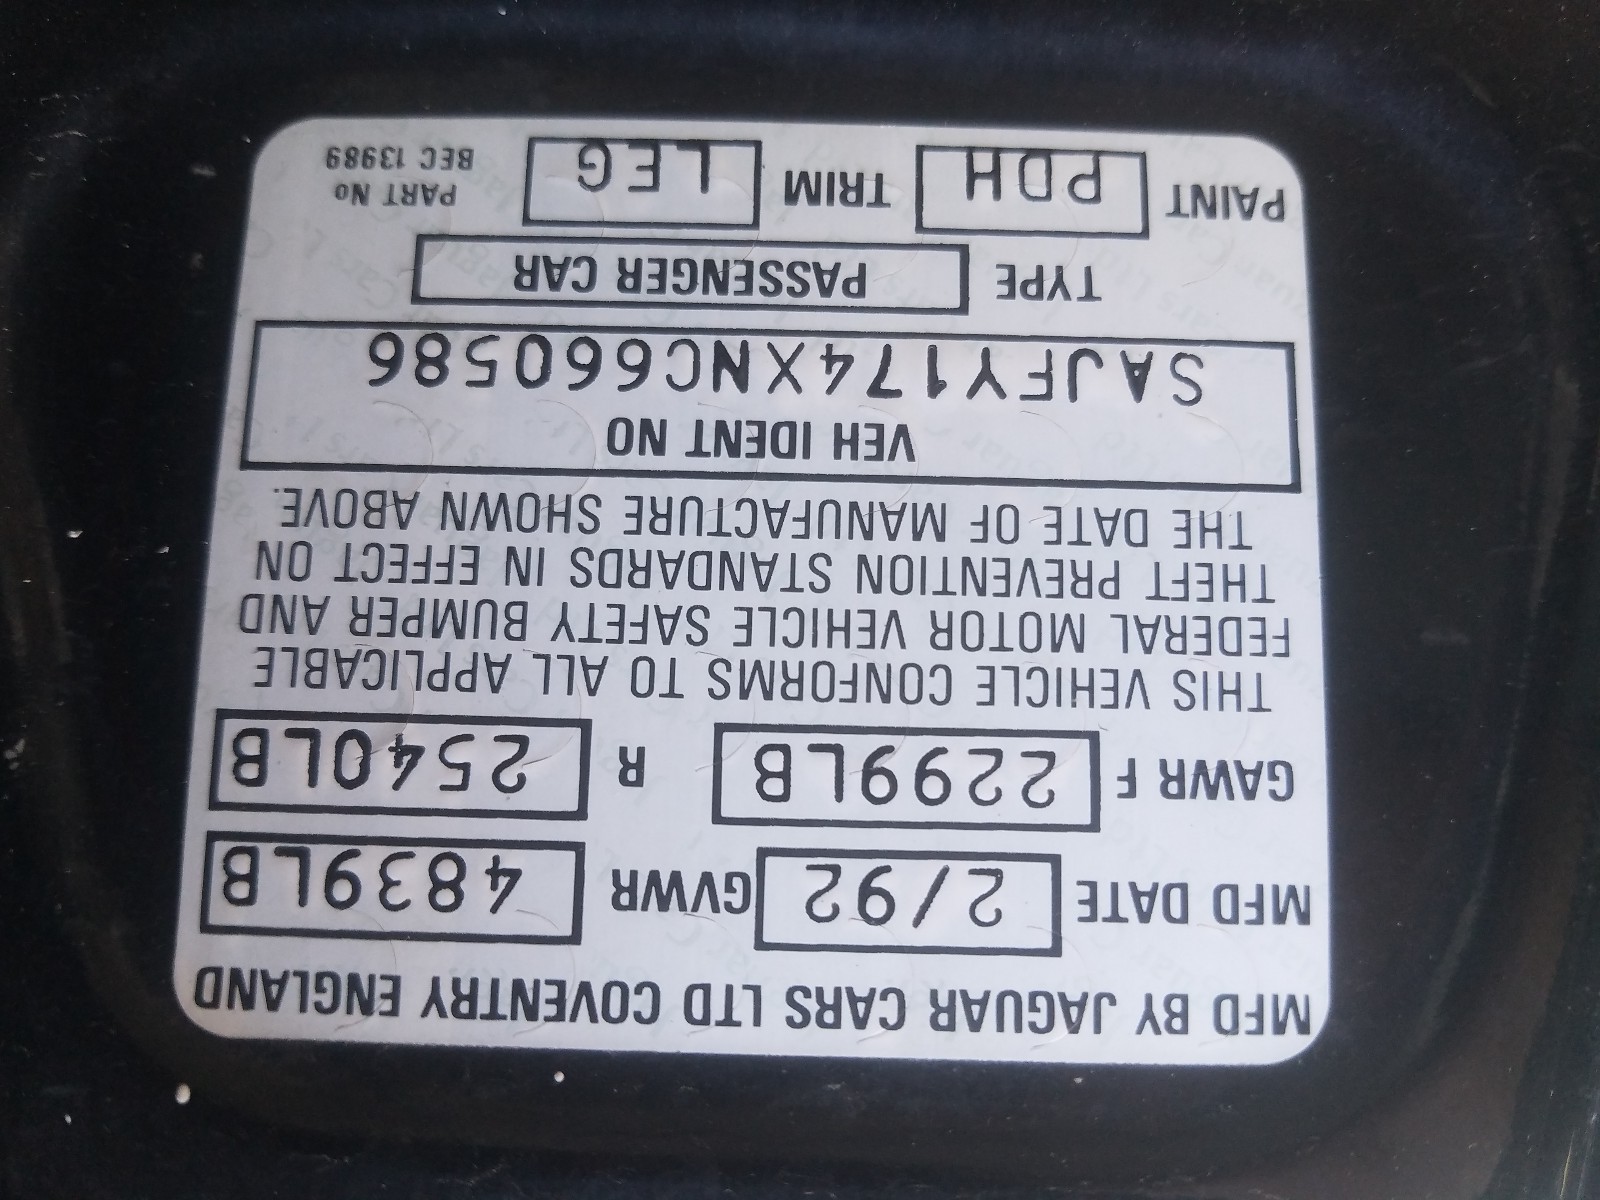 MFD BY JAGUAR CARS LTD COVENTRY ENGLAND
MFD DATE 2/92 GVWR 4839LB
GAWR F 2299LB R 2540LB
THIS VEHICLE CONFORMS TO ALL APPLICABLE
FEDERAL MOTOR VEHICLE SAFETY BUMPER AND
THEFT PREVENTION STANDARDS IN EFFECT ON
THE DATE OF MANUFACTURE SHOWN ABOVE.
VEH IDENT NO
SAJFY174XNC660586
TYPE PASSENGER CAR
PAINT PDH TRIM LEG PART No
BEC 13989